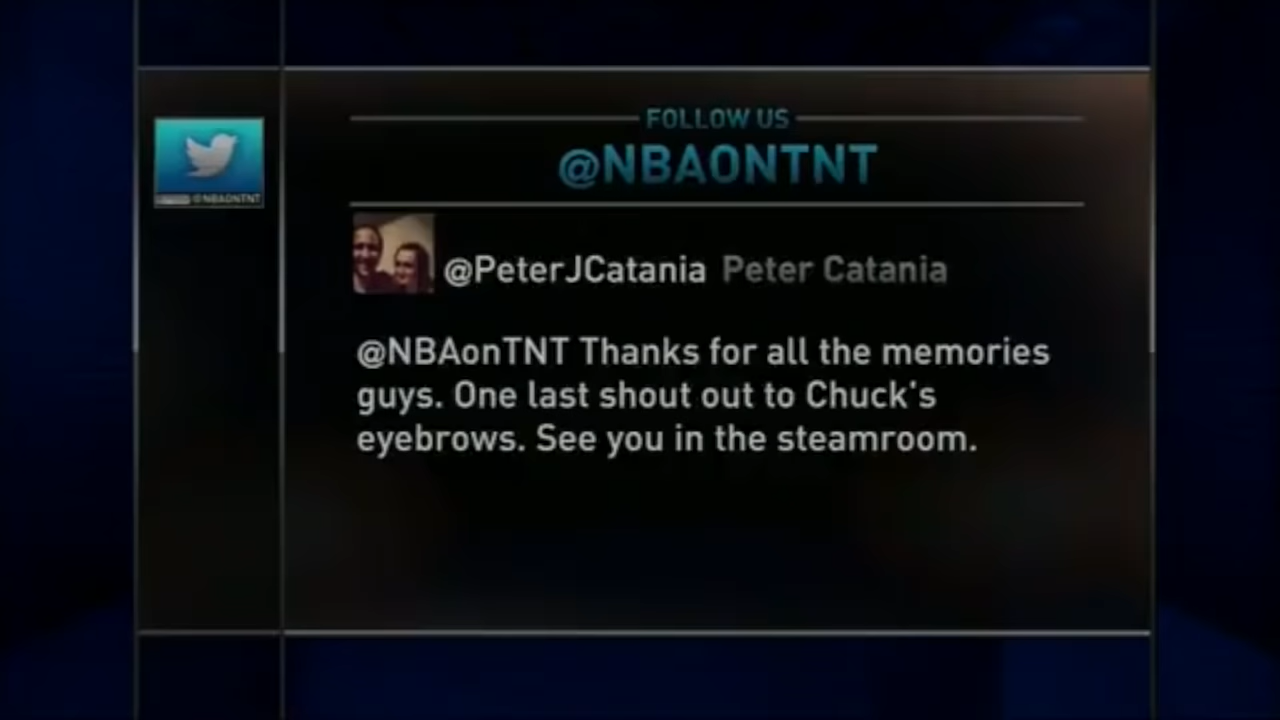 FOLLOW US
@NBAONTNT
@NBAONTNT
@PeterJCatania Peter Catania
@NBAonTNT Thanks for all the memories
guys. One last shout out to Chuck's
eyebrows. See you in the steamroom.